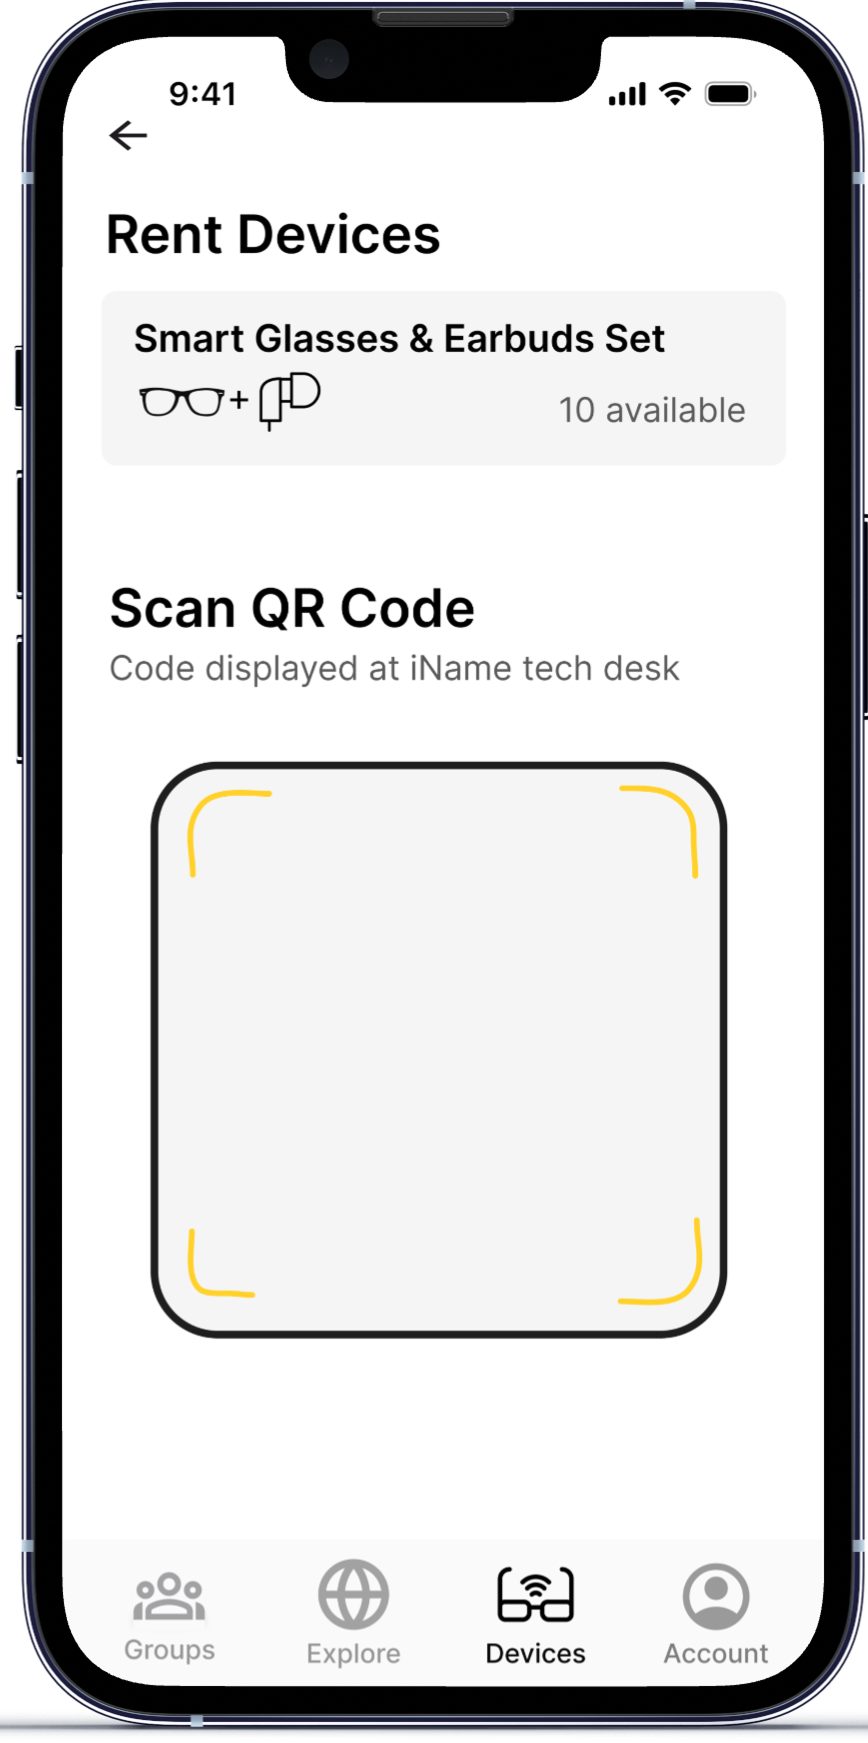 9:41
Rent Devices
Smart Glasses & Earbuds Set
+
10 available
Scan QR Code
Code displayed at iName tech desk
Groups
Explore
Devices
Account